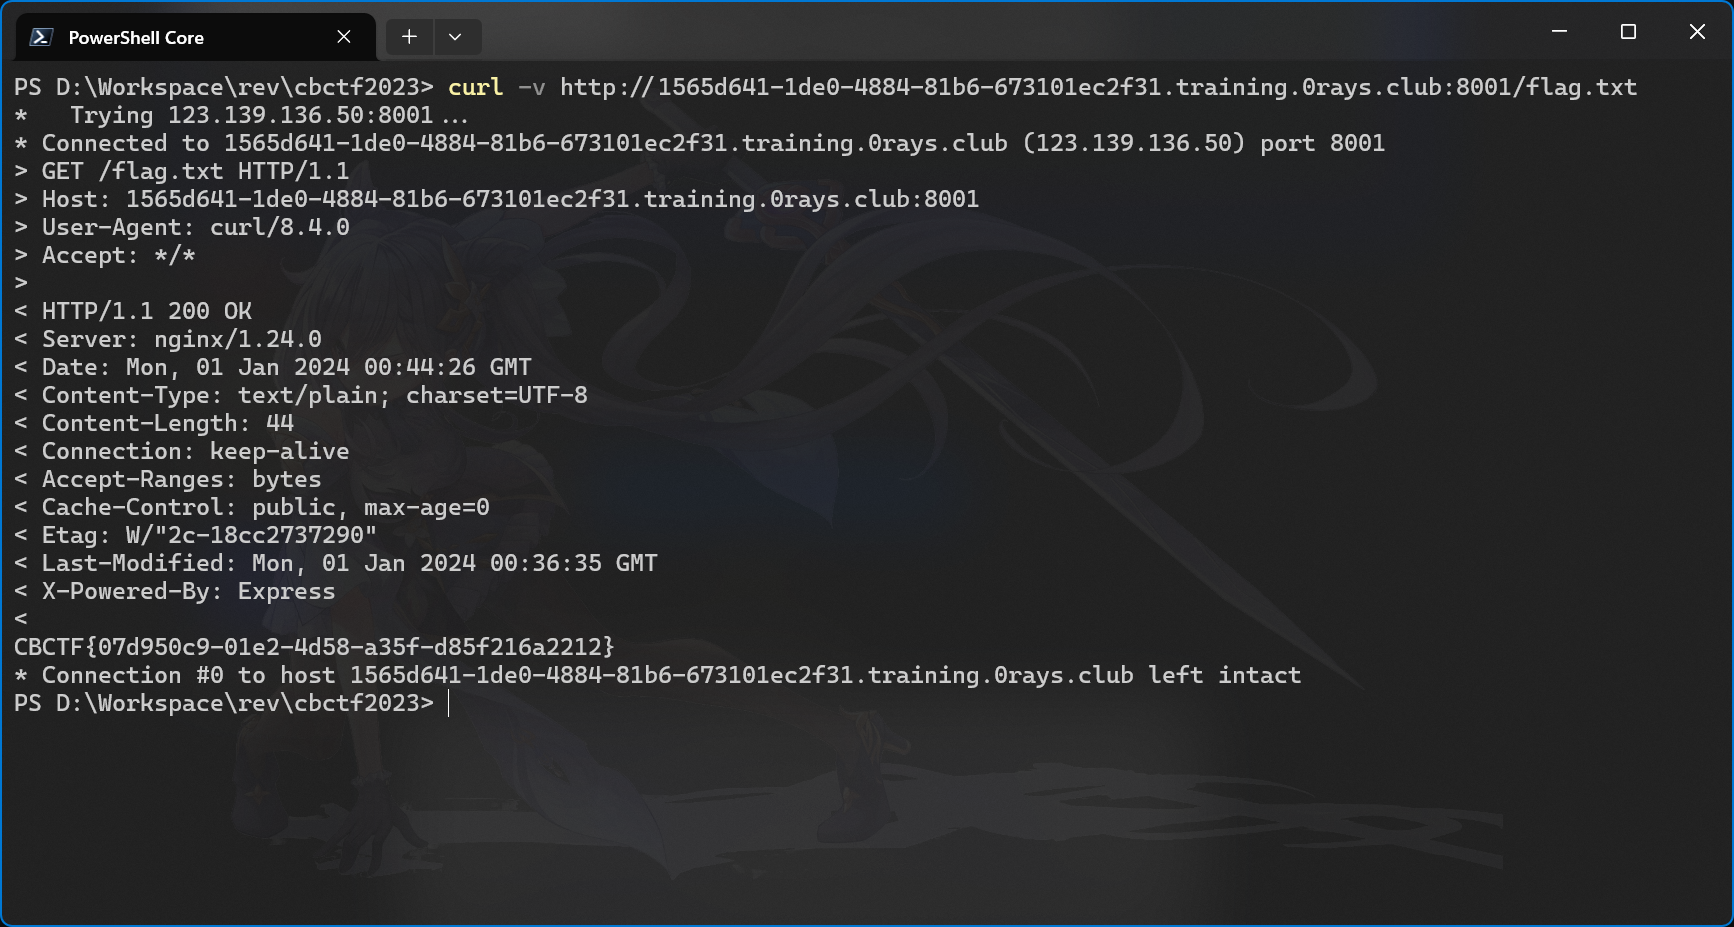 PowerShell Core
PS D:\Workspace\rev\cbctf2023> curl -v http://1565d641-1de0-4884-81b6-673101ec2f31.training.0rays.club:8001/flag.txt
*   Trying 123.139.136.50:8001...
* Connected to 1565d641-1de0-4884-81b6-673101ec2f31.training.0rays.club (123.139.136.50) port 8001
> GET /flag.txt HTTP/1.1
> Host: 1565d641-1de0-4884-81b6-673101ec2f31.training.0rays.club:8001
> User-Agent: curl/8.4.0
> Accept: */*
>
< HTTP/1.1 200 OK
< Server: nginx/1.24.0
< Date: Mon, 01 Jan 2024 00:44:26 GMT
< Content-Type: text/plain; charset=UTF-8
< Content-Length: 44
< Connection: keep-alive
< Accept-Ranges: bytes
< Cache-Control: public, max-age=0
< Etag: W/"2c-18cc2737290"
< Last-Modified: Mon, 01 Jan 2024 00:36:35 GMT
< X-Powered-By: Express
<
CBCTF{07d950c9-01e2-4d58-a35f-d85f216a2212}
* Connection #0 to host 1565d641-1de0-4884-81b6-673101ec2f31.training.0rays.club left intact
PS D:\Workspace\rev\cbctf2023>